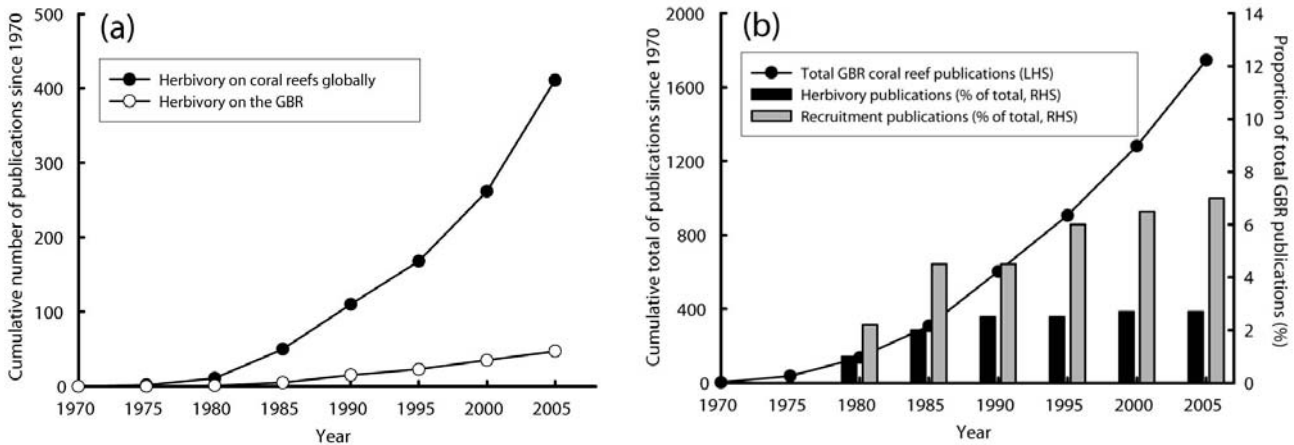 (a)
Cumulative number of publications since 1970
500
400
300
200
100
0
Herbivory on coral reefs globally
Herbivory on the GBR
1970 1975 1980 1985 1990 1995 2000 2005
Year
(b)
Cumulative total of publications since 1970
2000
1600
1200
800
400
0
Total GBR coral reef publications (LHS)
Herbivory publications (% of total, RHS)
Recruitment publications (% of total, RHS)
14
12
10
8
6
4
2
0
Proportion of total GBR publications (%)
1970 1975 1980 1985 1990 1995 2000 2005
Year